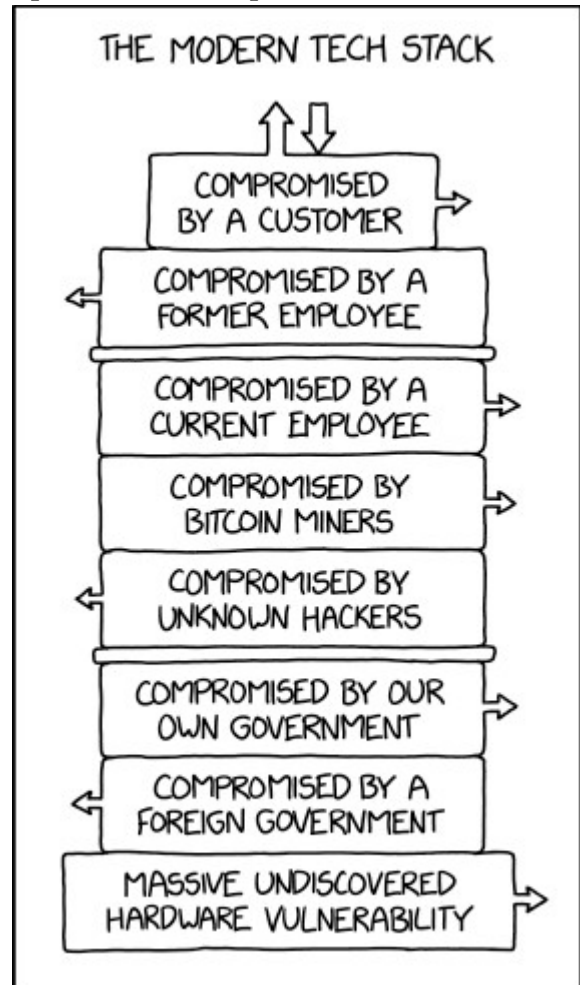 THE MODERN TECH STACK
COMPROMISED
BY A CUSTOMER
COMPROMISED BY A
FORMER EMPLOYEE
COMPROMISED BY A
CURRENT EMPLOYEE
COMPROMISED BY
BITCOIN MINERS
COMPROMISED BY
UNKNOWN HACKERS
COMPROMISED BY OUR
OWN GOVERNMENT
COMPROMISED BY A
FOREIGN GOVERNMENT
MASSIVE UNDISCOVERED
HARDWARE VULNERABILITY